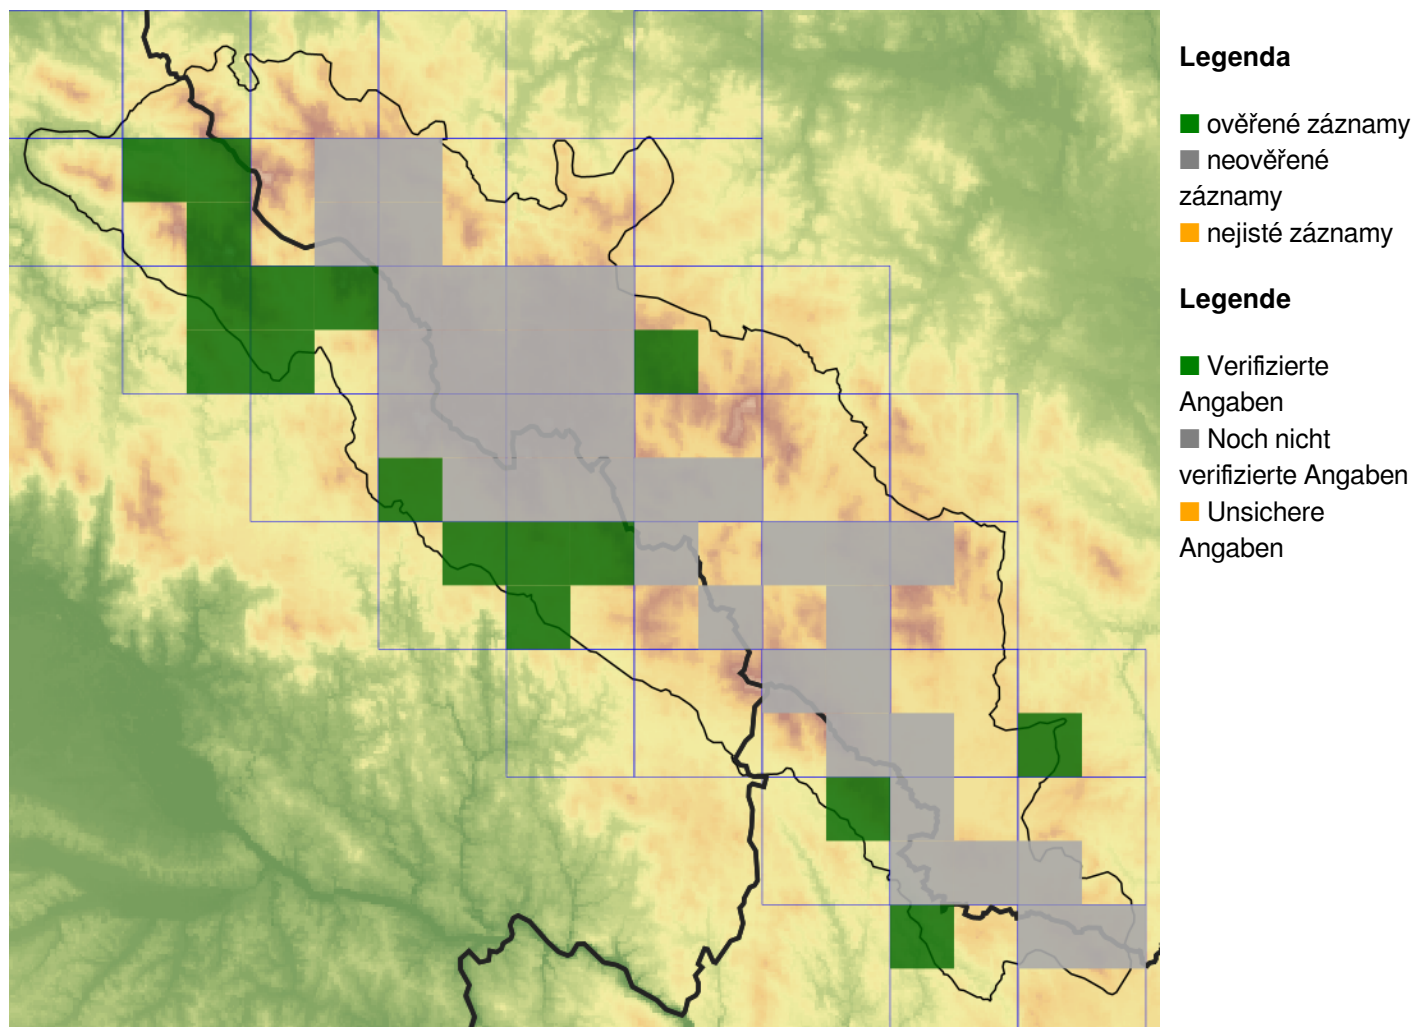 Legenda
ověřené záznamy
neověřené
záznamy
nejisté záznamy
Legende
Verifizierte
Angaben
Noch nicht
verifizierte Angaben
Unsichere
Angaben